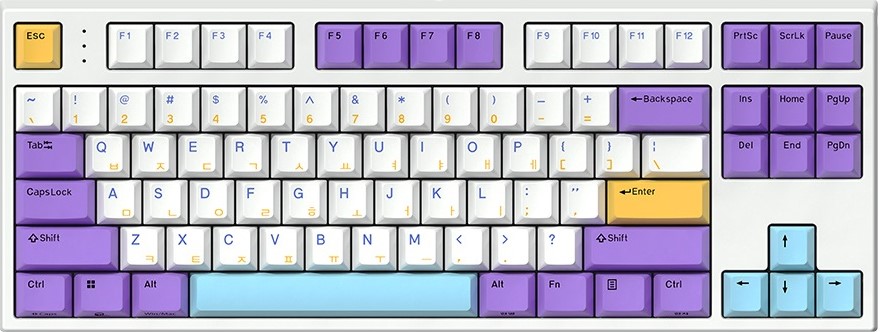 Esc F1 F2 F3 F4 F5 F6 F7 F8 F9 F10 F11 F12 PrtSc ScrLk Pause
~ ! @ # $ % ^ & * ( ) _ + ←Backspace Ins Home PgUp
` 1 2 3 4 5 6 7 8 9 0 - =
Tab Q W E R T Y U I O P { } | Del End PgDn
ㅂ ㅈ ㄷ ㄱ ㅅ ㅛ ㅕ ㅑ ㅐ ㅔ [ ] \
CapsLock A S D F G H J K L : " ↵Enter
ㅁ ㄴ ㅇ ㄹ ㅎ ㅗ ㅓ ㅏ ㅣ ; '
⇧Shift Z X C V B N M < > ? ⇧Shift ↑
ㅋ ㅌ ㅊ ㅍ ㅠ ㅜ ㅡ , .
Ctrl Alt Alt Fn Ctrl ← ↓ →